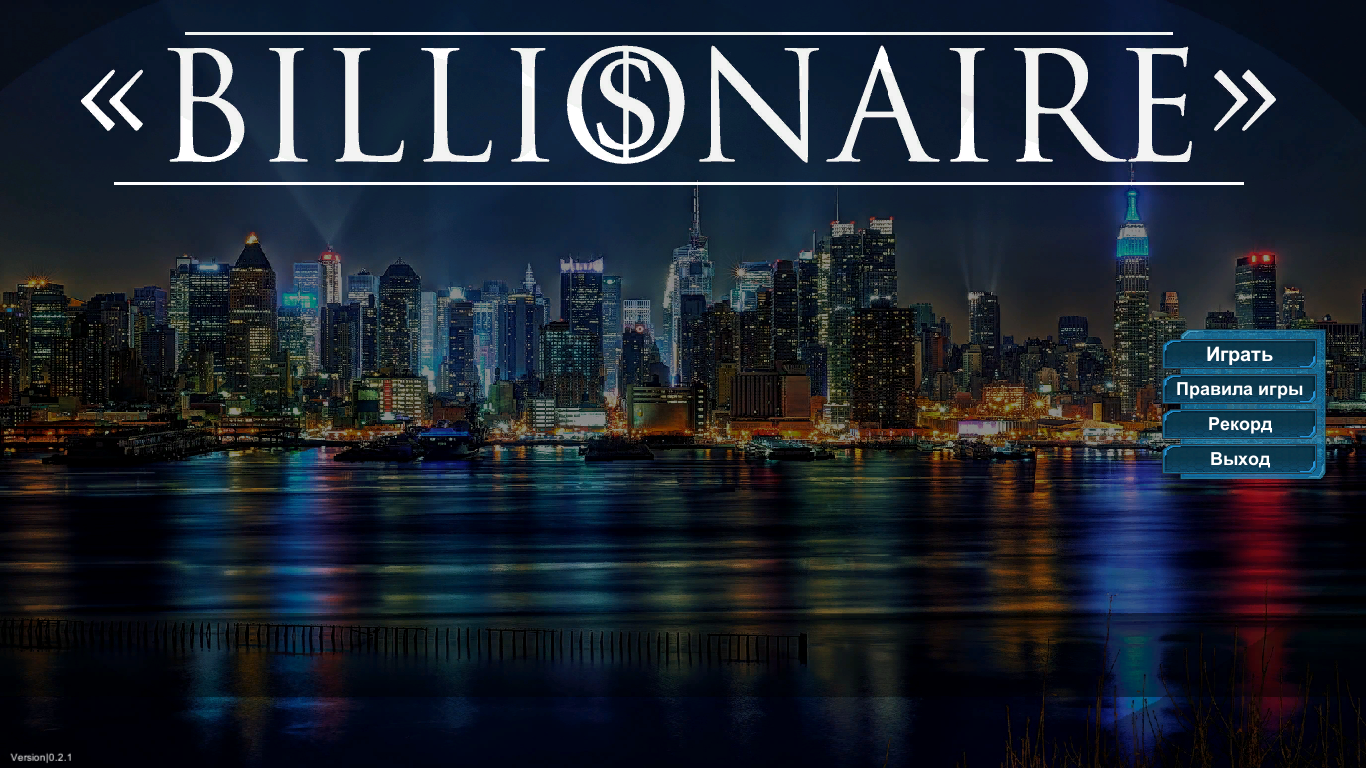 «BILLIONAIRE»
Играть
Правила игры
Рекорд
Выход
Version|0.2.1